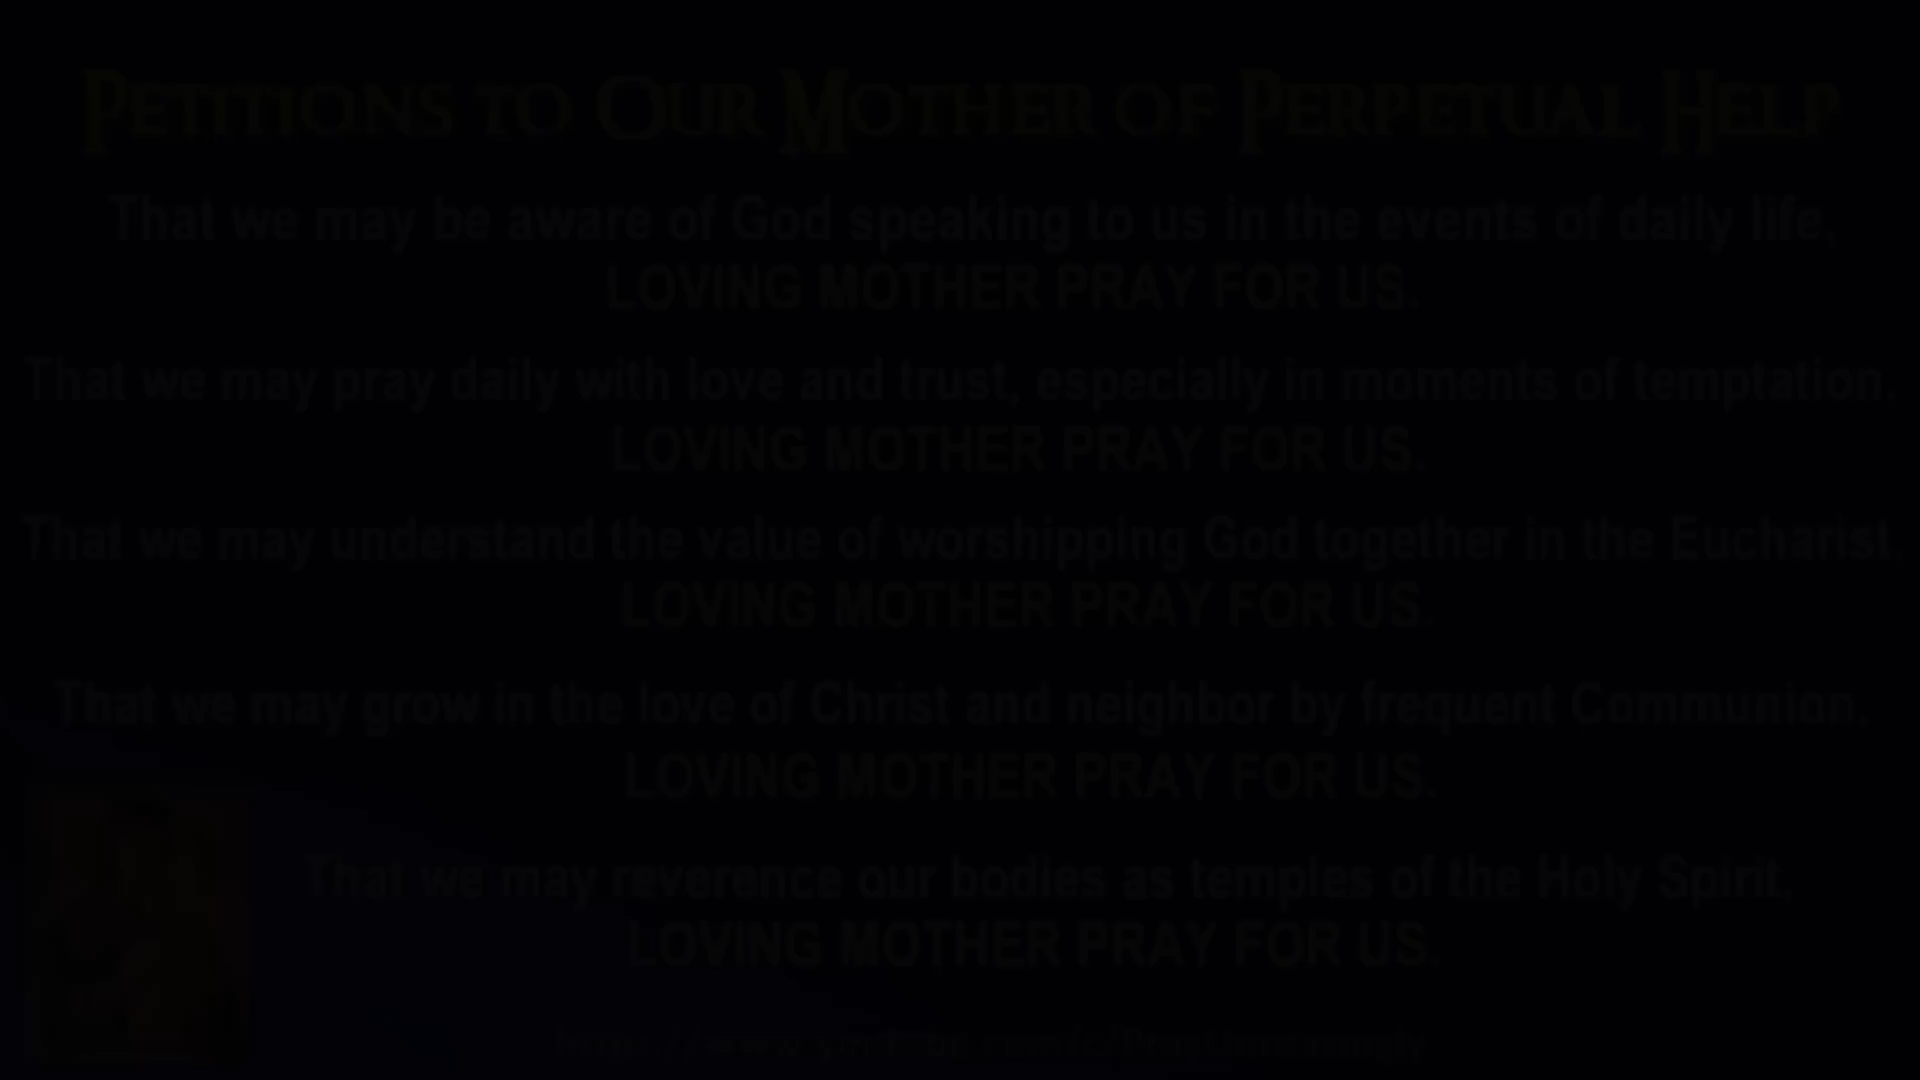 Petitions to Our Mother of Perpetual Help
That we may be aware of God speaking to us in the events of daily life,
LOVING MOTHER PRAY FOR US.
That we may pray daily with love and trust, especially in moments of temptation.
LOVING MOTHER PRAY FOR US.
That we may understand the value of worshipping God together in the Eucharist,
LOVING MOTHER PRAY FOR US.
That we may grow in the love of Christ and neighbor by frequent Communion.
LOVING MOTHER PRAY FOR US.
That we may reverence our bodies as temples of the Holy Spirit.
LOVING MOTHER PRAY FOR US.